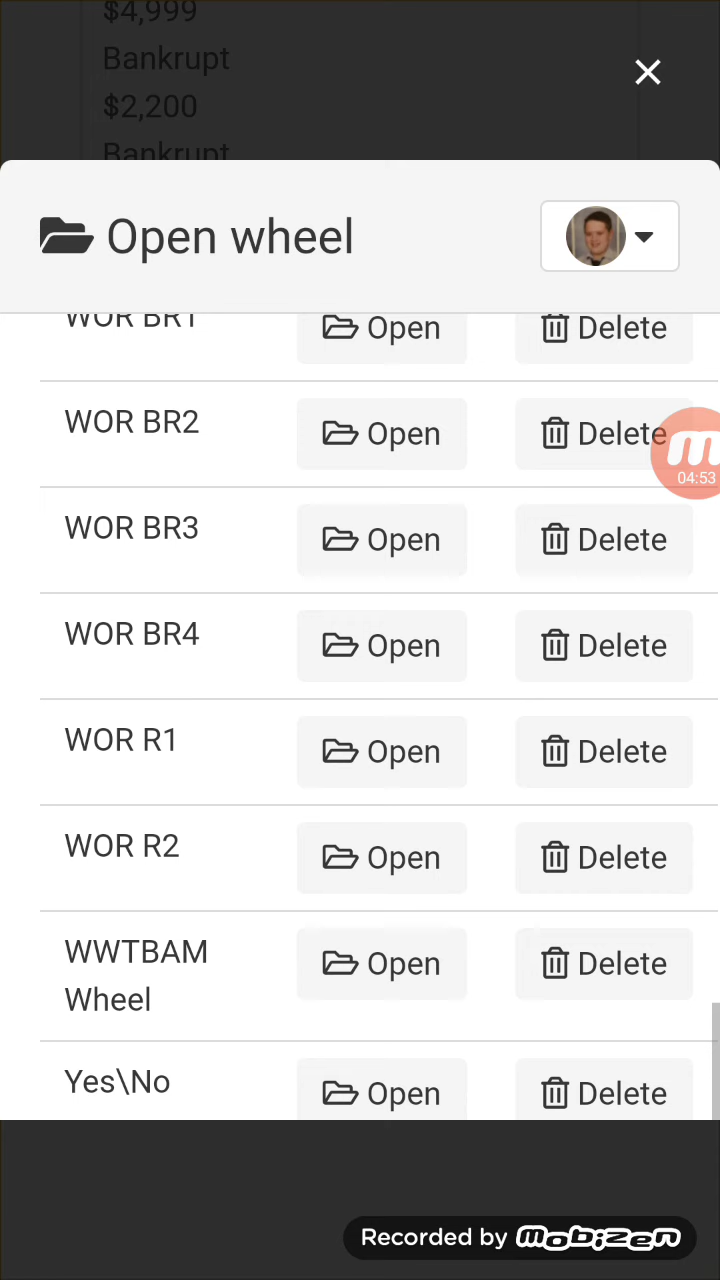 $4,999
Bankrupt
$2,200
Bankrupt
Open wheel
WOR BR1 Open Delete
WOR BR2 Open Delete
04:53
WOR BR3 Open Delete
WOR BR4 Open Delete
WOR R1 Open Delete
WOR R2 Open Delete
WWTBAM Open Delete
Wheel
Yes\No Open Delete
Recorded by mobizen